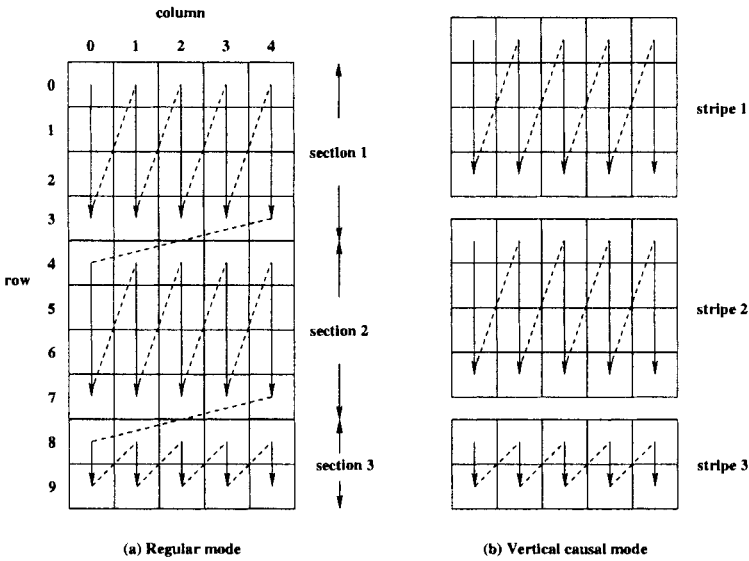 column
0 1 2 3 4
0
1
2
3
4
5
6
7
8
9
row
section 1
section 2
section 3
(a) Regular mode
stripe 1
stripe 2
stripe 3
(b) Vertical causal mode